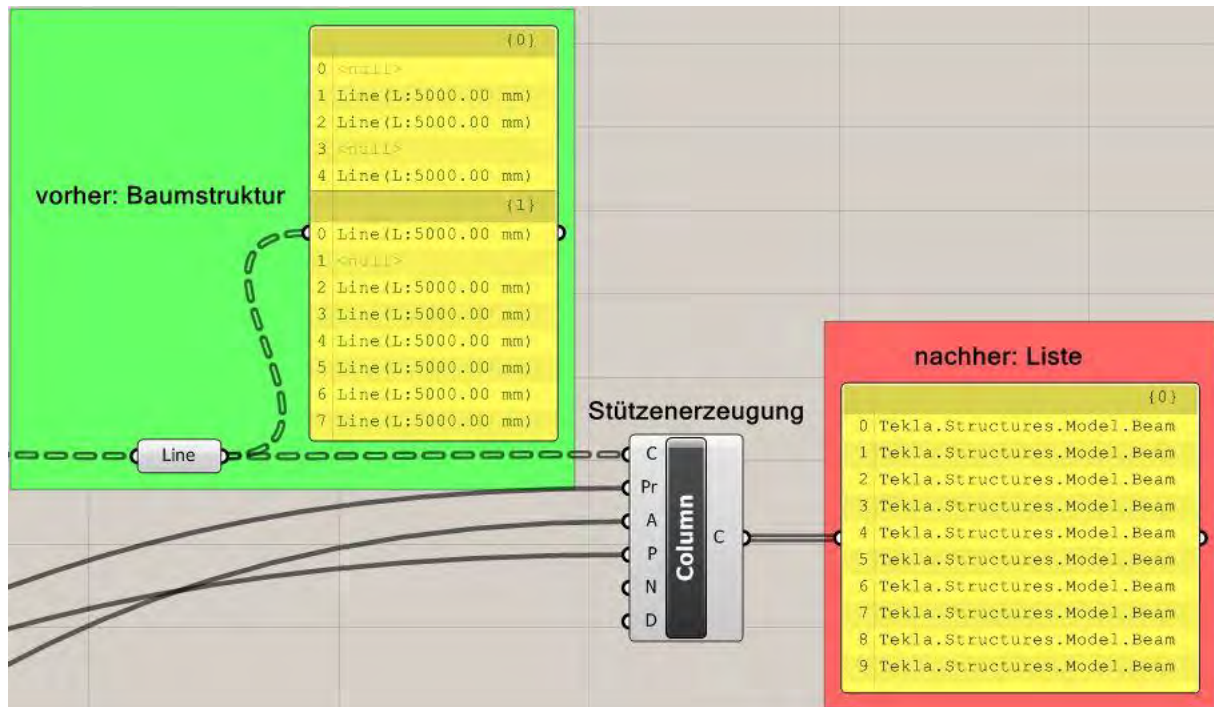 {0}
0 <null>
1 Line(L:5000.00 mm)
2 Line(L:5000.00 mm)
3 <null>
4 Line(L:5000.00 mm)
vorher: Baumstruktur
{1}
0 Line(L:5000.00 mm)
1 <null>
2 Line(L:5000.00 mm)
3 Line(L:5000.00 mm)
4 Line(L:5000.00 mm)
5 Line(L:5000.00 mm)
6 Line(L:5000.00 mm)
7 Line(L:5000.00 mm)
Line
Stützenerzeugung
C
Pr
A
P
N
D
Column
C
nachher: Liste
{0}
0 Tekla.Structures.Model.Beam
1 Tekla.Structures.Model.Beam
2 Tekla.Structures.Model.Beam
3 Tekla.Structures.Model.Beam
4 Tekla.Structures.Model.Beam
5 Tekla.Structures.Model.Beam
6 Tekla.Structures.Model.Beam
7 Tekla.Structures.Model.Beam
8 Tekla.Structures.Model.Beam
9 Tekla.Structures.Model.Beam